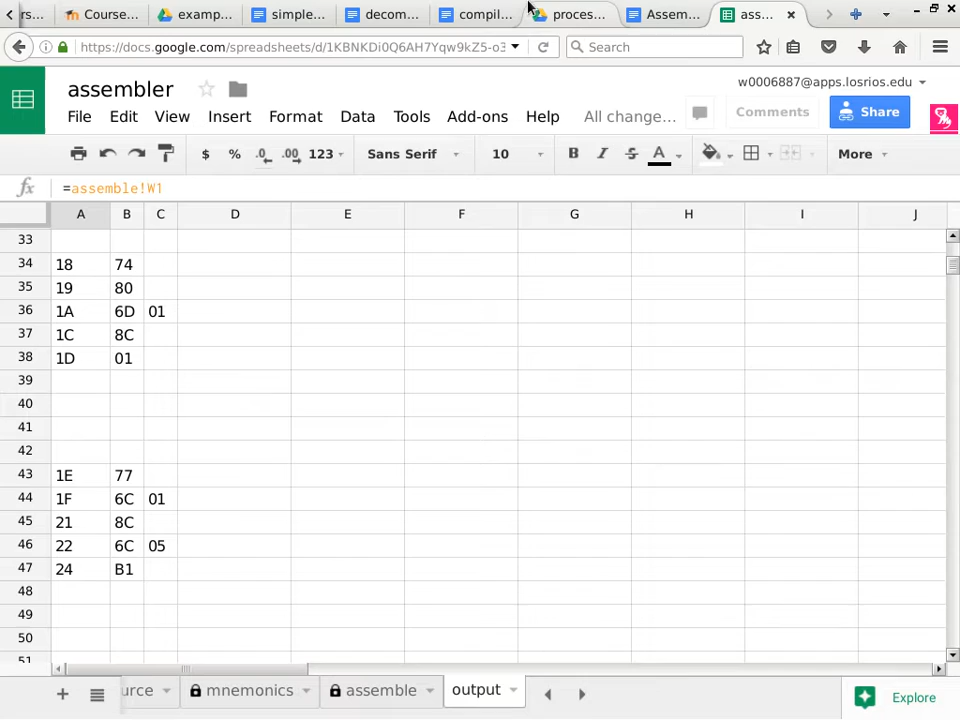 rs...
Course...
examp...
simple...
decom...
compil...
proces...
Assem...
ass...
https://docs.google.com/spreadsheets/d/1KBNKDi0Q6AH7Yqw9kZ5-o3
Search
assembler
w0006887@apps.losrios.edu
File Edit View Insert Format Data Tools Add-ons Help All change...
Comments
Share
$ % .0 .00 123 Sans Serif 10 B I S A More
fx =assemble!W1
A B C D E F G H I J
33
34 18 74
35 19 80
36 1A 6D 01
37 1C 8C
38 1D 01
39
40
41
42
43 1E 77
44 1F 6C 01
45 21 8C
46 22 6C 05
47 24 B1
48
49
50
51
urce mnemonics assemble output
Explore